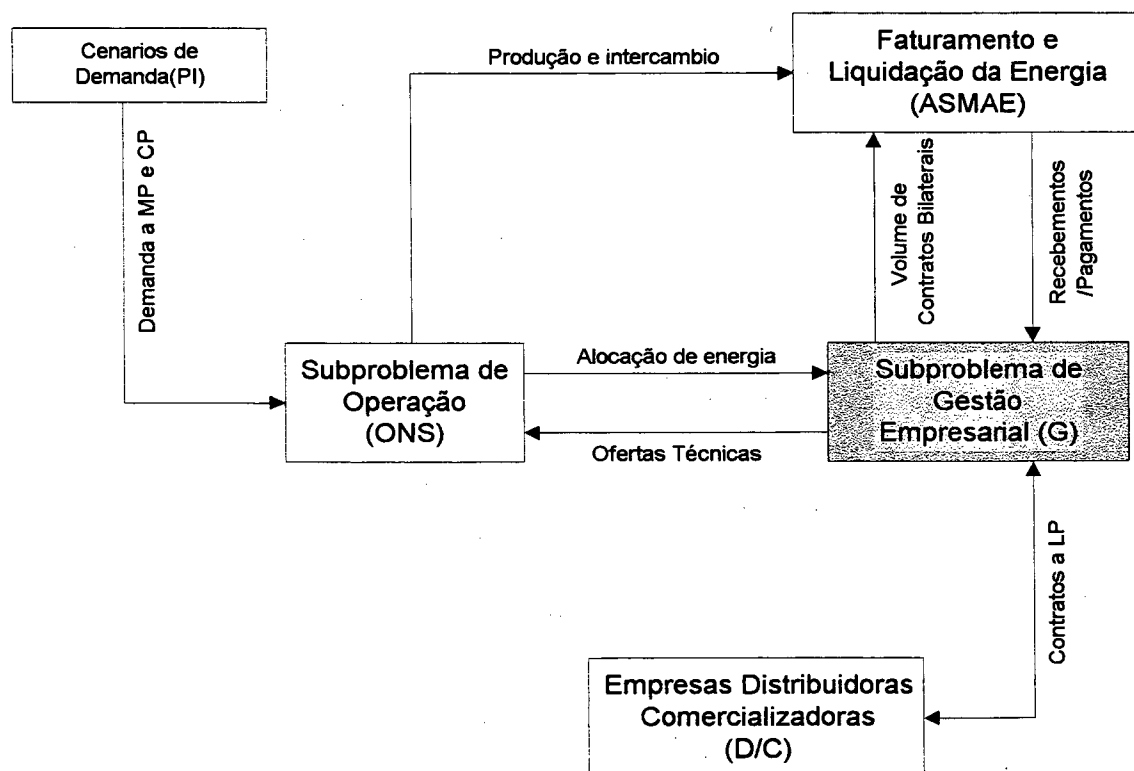 Cenarios de
Demanda(PI)
Produção e intercambio
Faturamento e
Liquidação da Energia
(ASMAE)
Demanda a MP e CP
Volume de
Contratos Bilaterais
Recebementos
/Pagamentos
Subproblema de
Operação
(ONS)
Alocação de energia
Ofertas Técnicas
Subproblema de
Gestão
Empresarial (G)
Contratos a LP
Empresas Distribuidoras
Comercializadoras
(D/C)